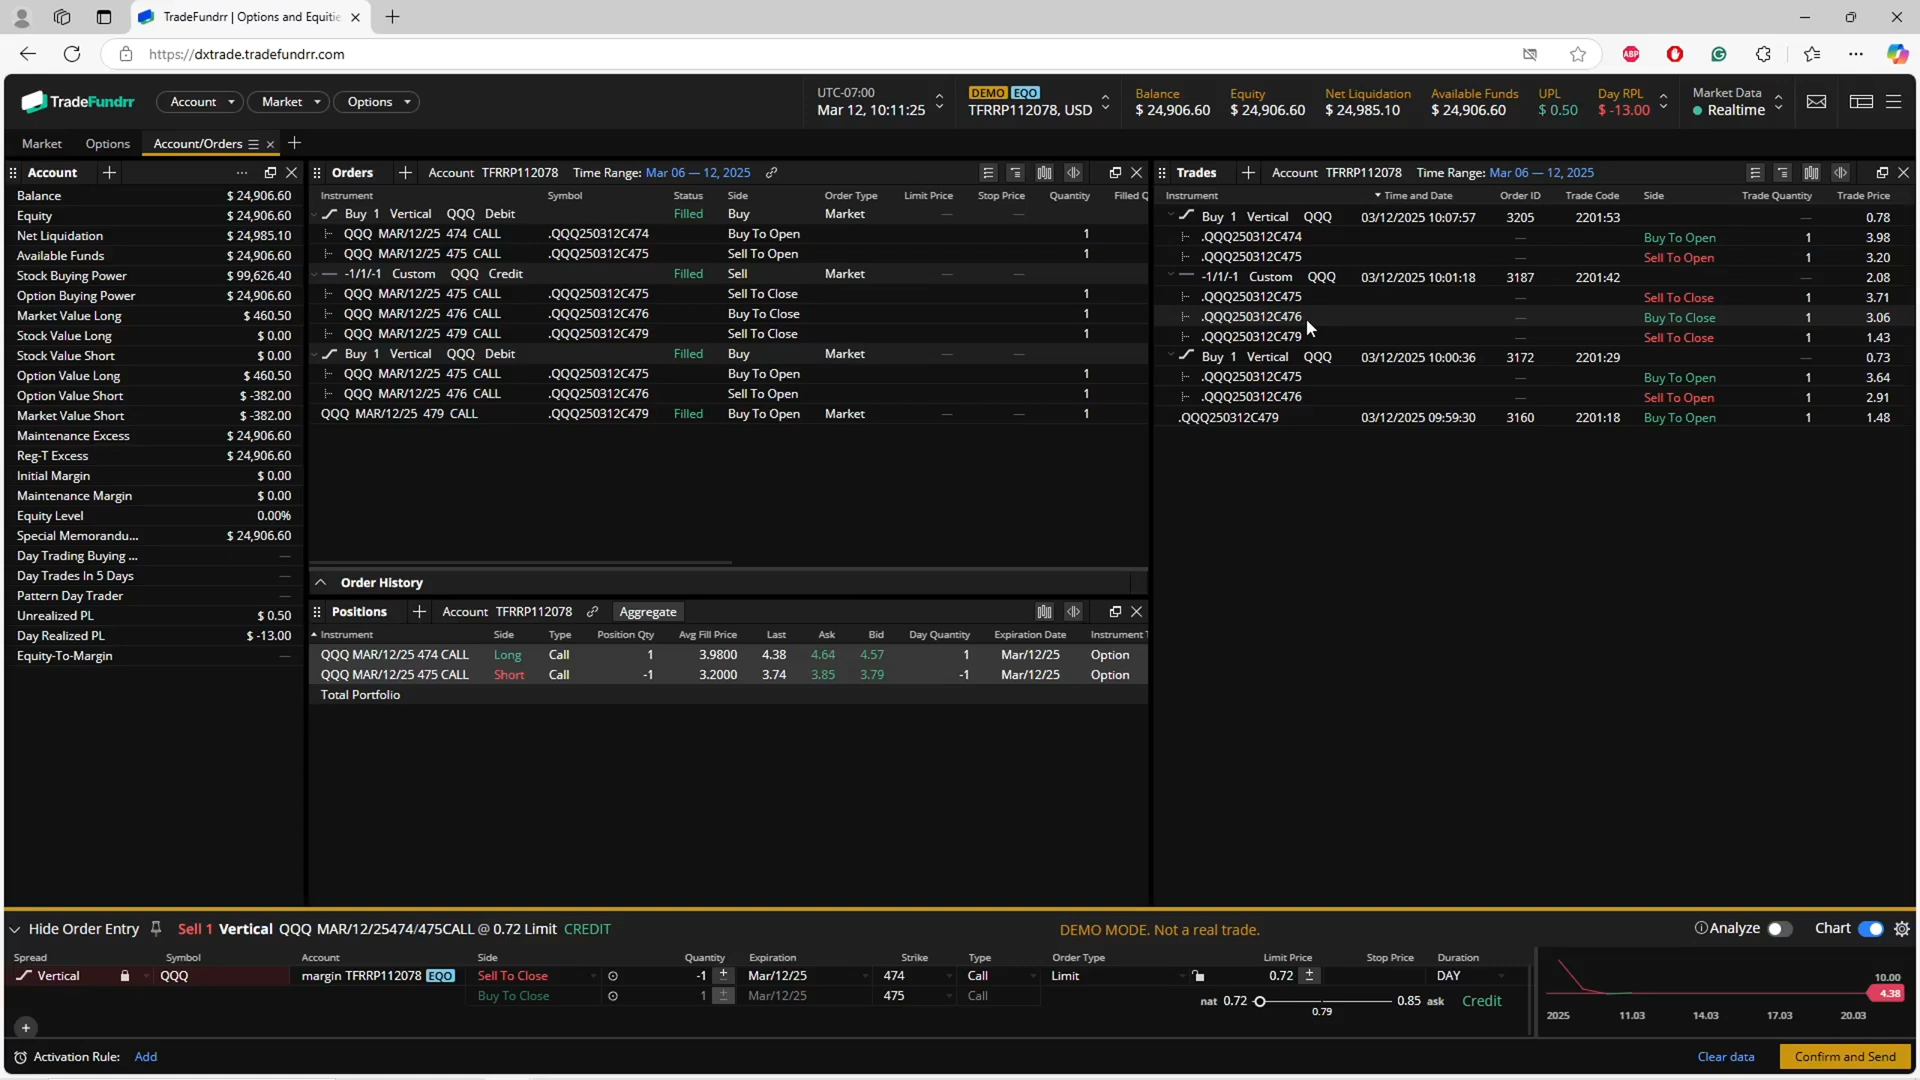 TradeFundrr | Options and Equitie
https://dxtrade.tradefundrr.com
ABP
TradeFundrr
Account
Market
Options
UTC-07:00
Mar 12, 10:11:25
DEMO EQO
TFRRP112078, USD
Balance
$ 24,906.60
Equity
$ 24,906.60
Net Liquidation
$ 24,985.10
Available Funds
$ 24,906.60
UPL
$ 0.50
Day RPL
$ -13.00
Market Data
Realtime
Market
Options
Account/Orders
Account
Balance $ 24,906.60
Equity $ 24,906.60
Net Liquidation $ 24,985.10
Available Funds $ 24,906.60
Stock Buying Power $ 99,626.40
Option Buying Power $ 24,906.60
Market Value Long $ 460.50
Stock Value Long $ 0.00
Stock Value Short $ 0.00
Option Value Long $ 460.50
Option Value Short $ -382.00
Market Value Short $ -382.00
Maintenance Excess $ 24,906.60
Reg-T Excess $ 24,906.60
Initial Margin $ 0.00
Maintenance Margin $ 0.00
Equity Level 0.00%
Special Memorandu... $ 24,906.60
Day Trading Buying ... —
Day Trades In 5 Days —
Pattern Day Trader —
Unrealized PL $ 0.50
Day Realized PL $ -13.00
Equity-To-Margin —
Orders Account TFRRP112078 Time Range: Mar 06 — 12, 2025
Instrument Symbol Status Side Order Type Limit Price Stop Price Quantity Filled Q
Buy 1 Vertical QQQ Debit Filled Buy Market — —
QQQ MAR/12/25 474 CALL .QQQ250312C474 Buy To Open 1
QQQ MAR/12/25 475 CALL .QQQ250312C475 Sell To Open 1
-1/1/-1 Custom QQQ Credit Filled Sell Market — —
QQQ MAR/12/25 475 CALL .QQQ250312C475 Sell To Close 1
QQQ MAR/12/25 476 CALL .QQQ250312C476 Buy To Close 1
QQQ MAR/12/25 479 CALL .QQQ250312C479 Sell To Close 1
Buy 1 Vertical QQQ Debit Filled Buy Market — —
QQQ MAR/12/25 475 CALL .QQQ250312C475 Buy To Open 1
QQQ MAR/12/25 476 CALL .QQQ250312C476 Sell To Open 1
QQQ MAR/12/25 479 CALL .QQQ250312C479 Filled Buy To Open Market — — 1
Order History
Positions Account TFRRP112078 Aggregate
Instrument Side Type Position Qty Avg Fill Price Last Ask Bid Day Quantity Expiration Date Instrument T
QQQ MAR/12/25 474 CALL Long Call 1 3.9800 4.38 4.64 4.57 1 Mar/12/25 Option
QQQ MAR/12/25 475 CALL Short Call -1 3.2000 3.74 3.85 3.79 -1 Mar/12/25 Option
Total Portfolio
Trades Account TFRRP112078 Time Range: Mar 06 — 12, 2025
Instrument Time and Date Order ID Trade Code Side Trade Quantity Trade Price
Buy 1 Vertical QQQ 03/12/2025 10:07:57 3205 2201:53 — 0.78
.QQQ250312C474 — Buy To Open 1 3.98
.QQQ250312C475 — Sell To Open 1 3.20
-1/1/-1 Custom QQQ 03/12/2025 10:01:18 3187 2201:42 — 2.08
.QQQ250312C475 — Sell To Close 1 3.71
.QQQ250312C476 — Buy To Close 1 3.06
.QQQ250312C479 — Sell To Close 1 1.43
Buy 1 Vertical QQQ 03/12/2025 10:00:36 3172 2201:29 — 0.73
.QQQ250312C475 — Buy To Open 1 3.64
.QQQ250312C476 — Sell To Open 1 2.91
.QQQ250312C479 03/12/2025 09:59:30 3160 2201:18 Buy To Open 1 1.48
Hide Order Entry Sell 1 Vertical QQQ MAR/12/25474/475CALL @ 0.72 Limit CREDIT
DEMO MODE. Not a real trade.
Analyze Chart
Spread Symbol Account Side Quantity Expiration Strike Type Order Type Limit Price Stop Price Duration
Vertical QQQ margin TFRRP112078 EQO Sell To Close -1 Mar/12/25 474 Call Limit 0.72 DAY
Buy To Close 1 Mar/12/25 475 Call
nat 0.72 0.85 ask Credit
0.79
10.00
4.38
2025 11.03 14.03 17.03 20.03
Activation Rule: Add
Clear data
Confirm and Send